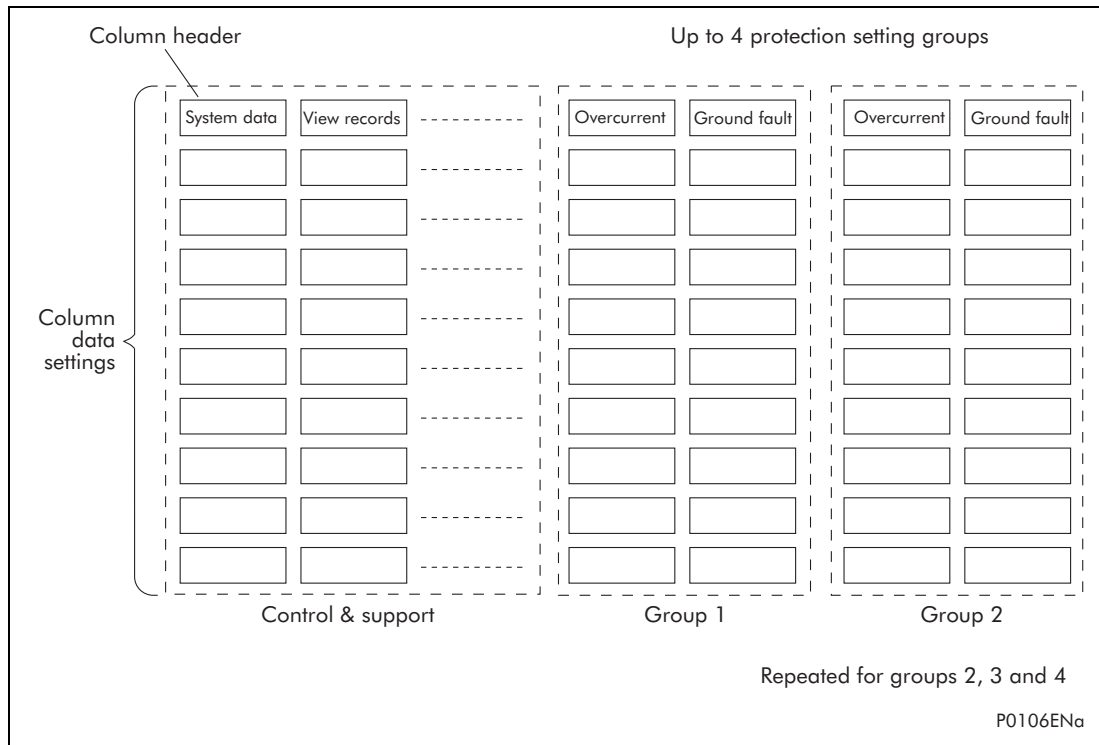 Column header
Up to 4 protection setting groups
System data
View records
Overcurrent
Ground fault
Overcurrent
Ground fault
Column
data
settings
Control & support
Group 1
Group 2
Repeated for groups 2, 3 and 4
P0106ENa